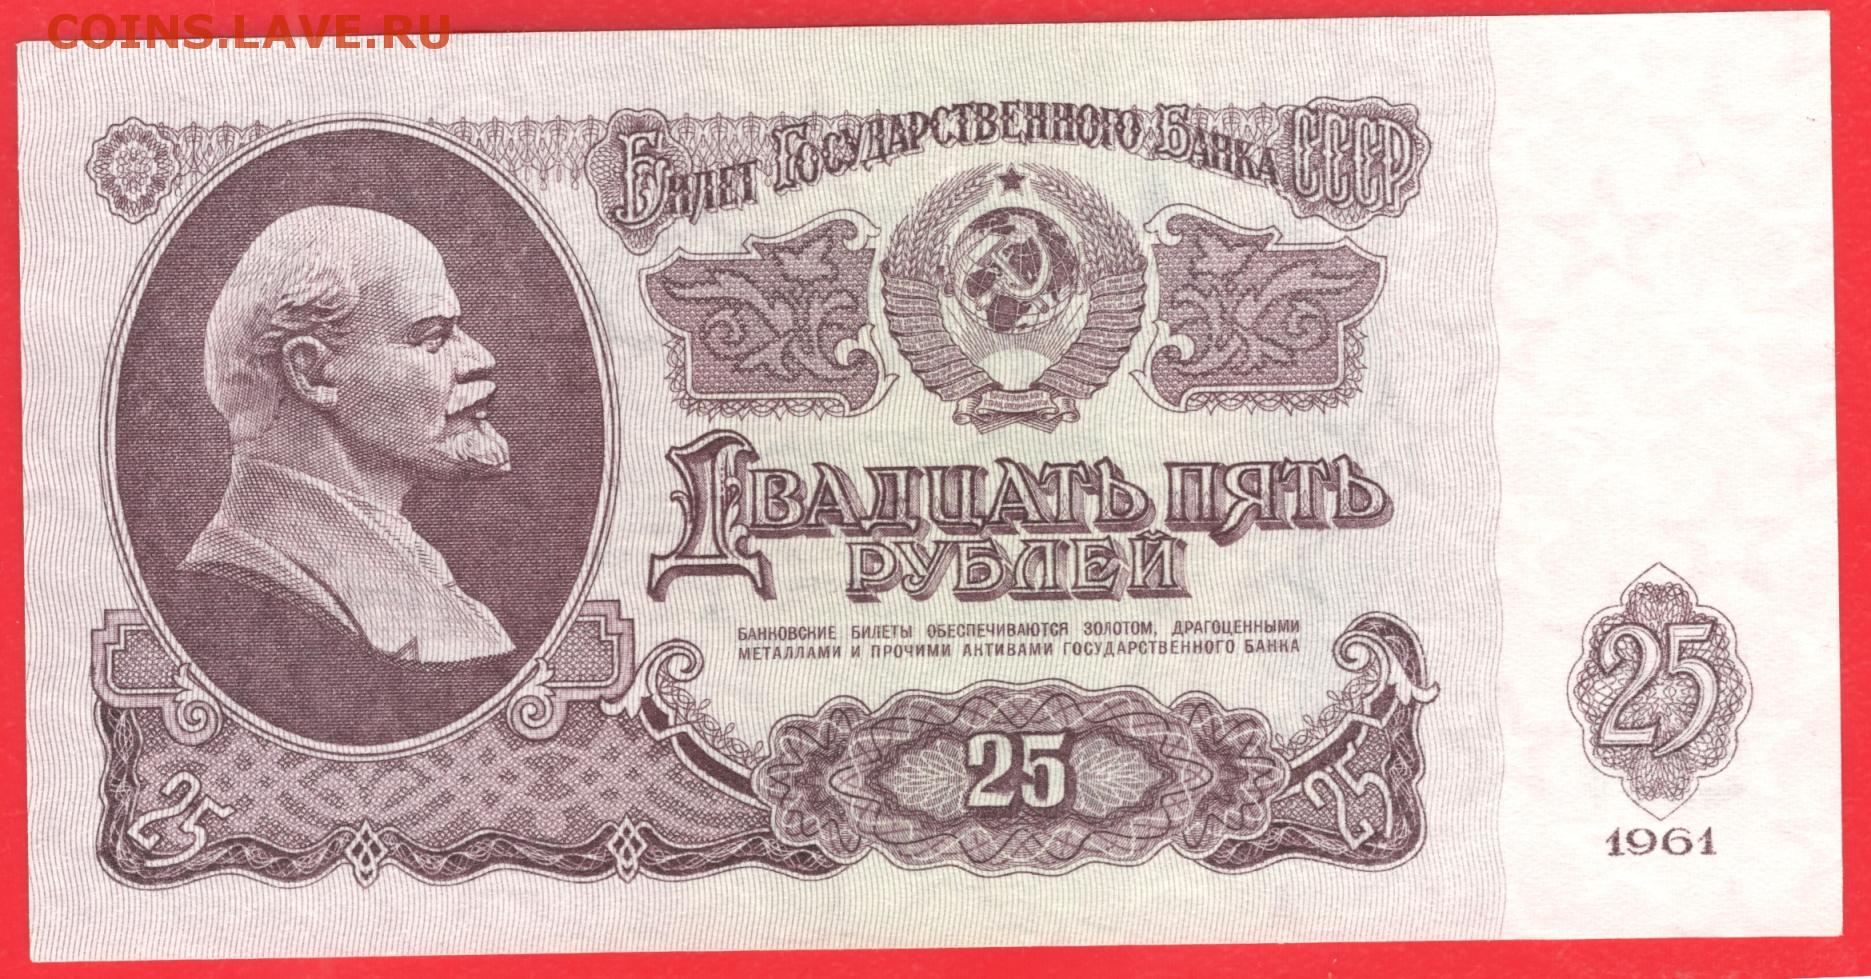 COINS.LAVE.RU
Билет Государственного Банка СССР
Двадцать пять
рублей
БАНКОВСКИЕ БИЛЕТЫ ОБЕСПЕЧИВАЮТСЯ ЗОЛОТОМ, ДРАГОЦЕННЫМИ
МЕТАЛЛАМИ И ПРОЧИМИ АКТИВАМИ ГОСУДАРСТВЕННОГО БАНКА
25
25
25
25
1961